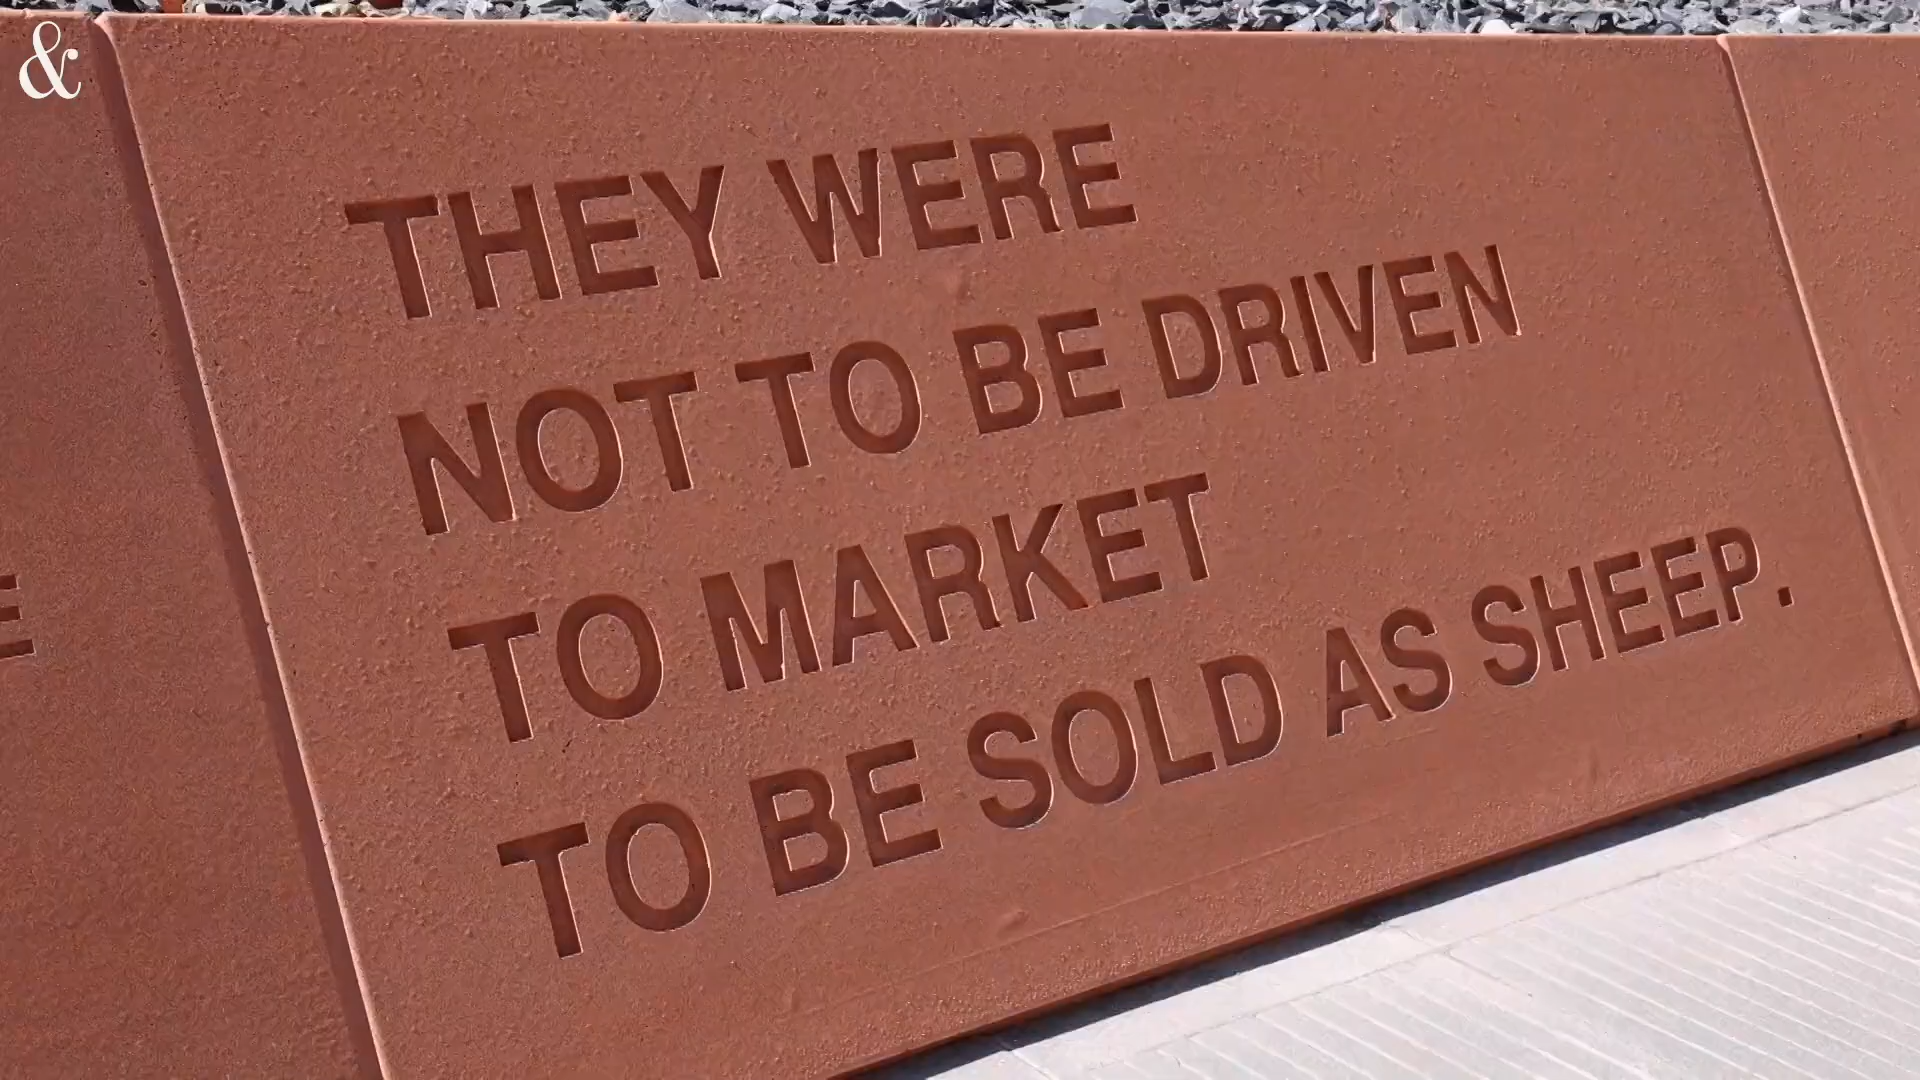 &
THEY WERE
NOT TO BE DRIVEN
TO MARKET
TO BE SOLD AS SHEEP.
E